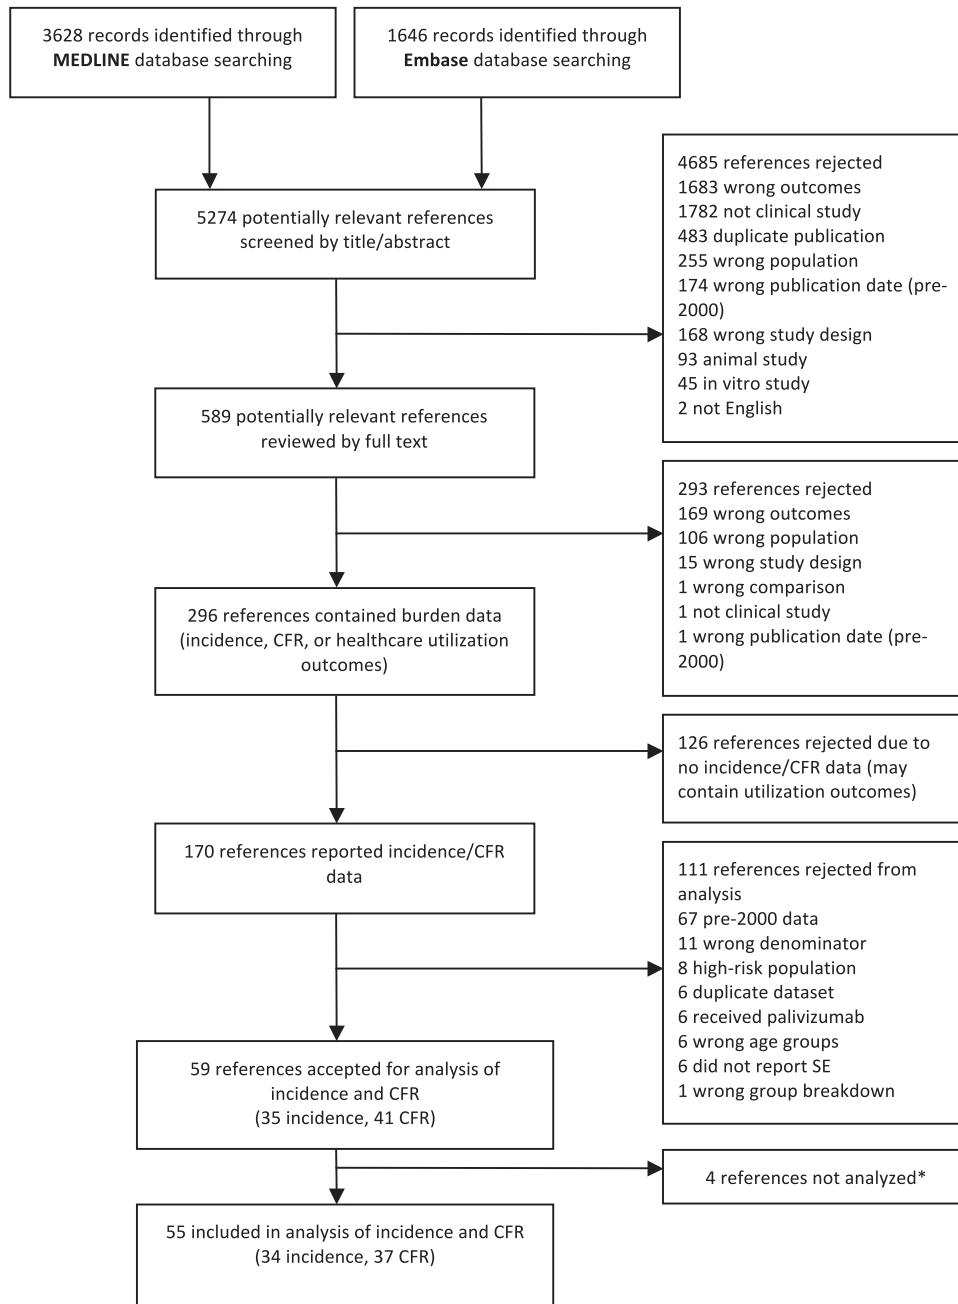 3628 records identified through
MEDLINE database searching
1646 records identified through
Embase database searching
5274 potentially relevant references
screened by title/abstract
4685 references rejected
1683 wrong outcomes
1782 not clinical study
483 duplicate publication
255 wrong population
174 wrong publication date (pre-
2000)
168 wrong study design
93 animal study
45 in vitro study
2 not English
589 potentially relevant references
reviewed by full text
293 references rejected
169 wrong outcomes
106 wrong population
15 wrong study design
1 wrong comparison
1 not clinical study
1 wrong publication date (pre-
2000)
296 references contained burden data
(incidence, CFR, or healthcare utilization
outcomes)
126 references rejected due to
no incidence/CFR data (may
contain utilization outcomes)
170 references reported incidence/CFR
data
111 references rejected from
analysis
67 pre-2000 data
11 wrong denominator
8 high-risk population
6 duplicate dataset
6 received palivizumab
6 wrong age groups
6 did not report SE
1 wrong group breakdown
59 references accepted for analysis of
incidence and CFR
(35 incidence, 41 CFR)
4 references not analyzed*
55 included in analysis of incidence and CFR
(34 incidence, 37 CFR)